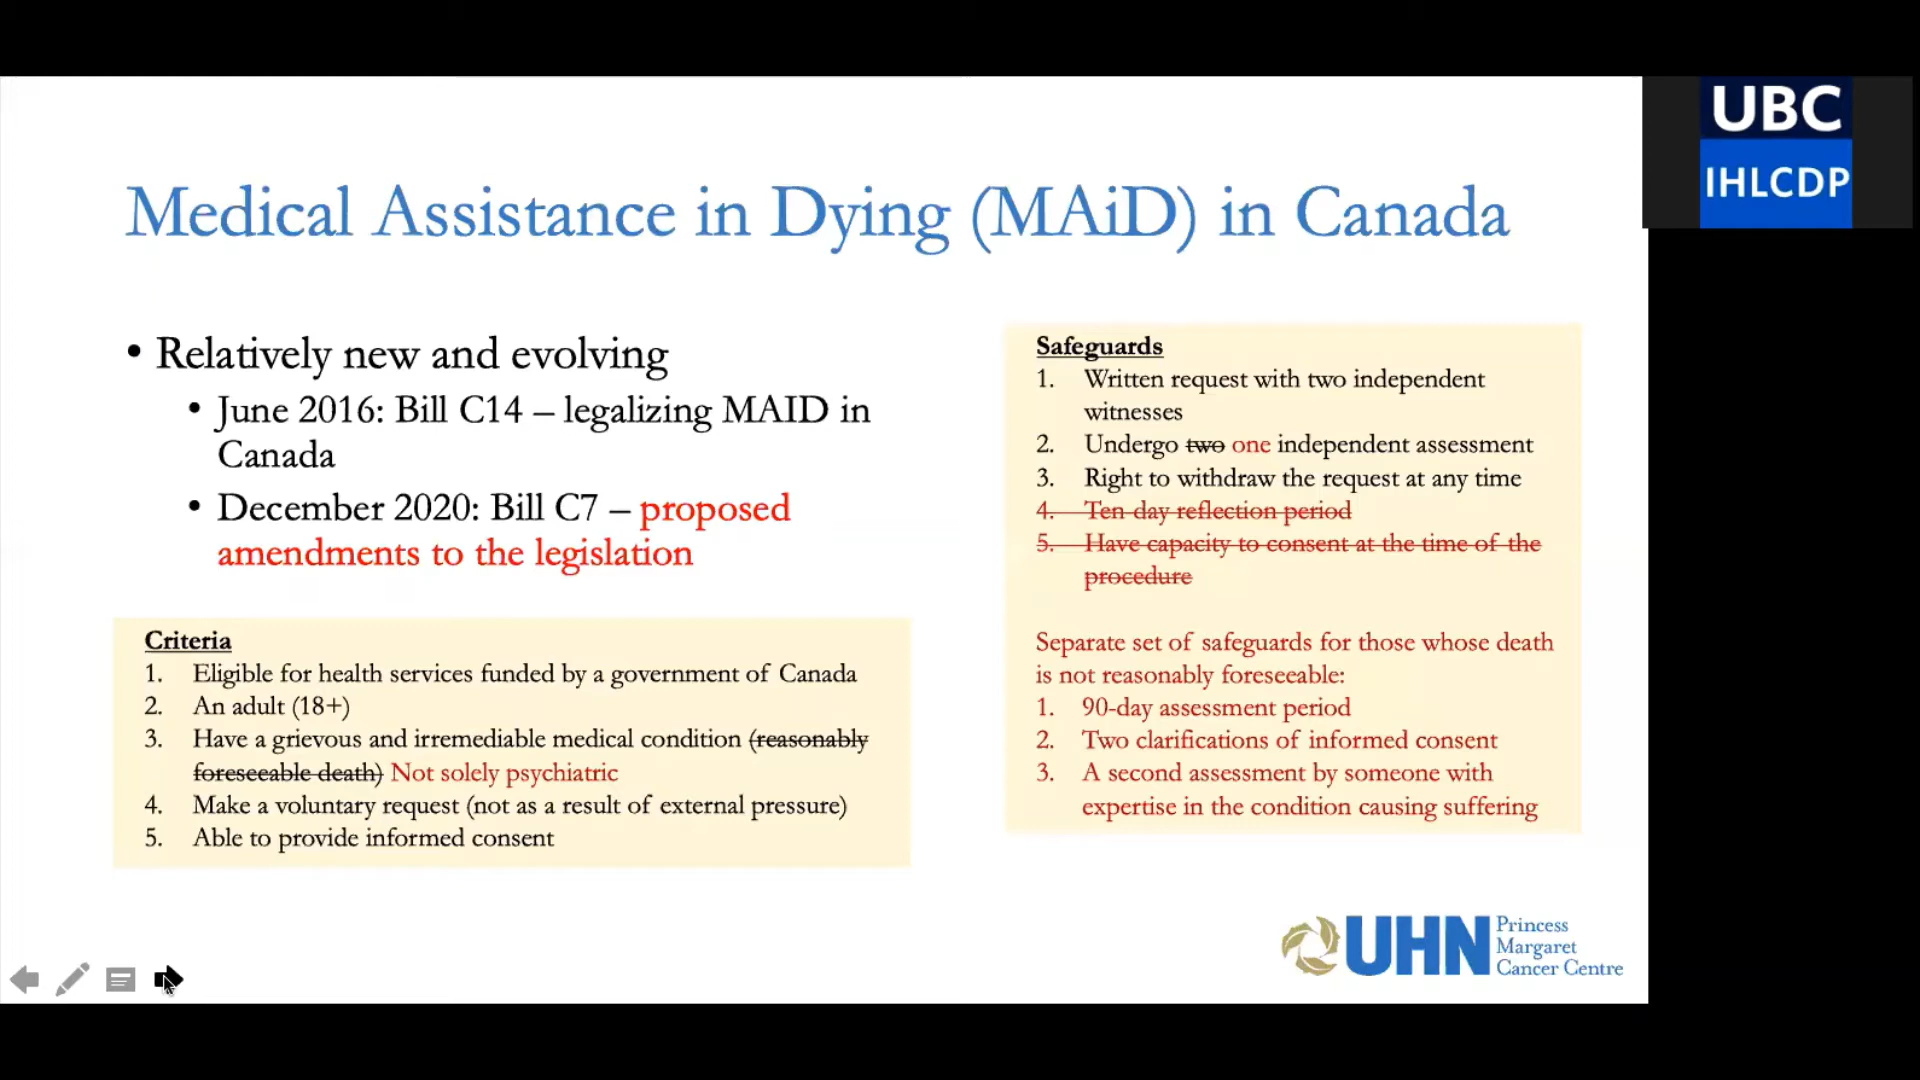 Medical Assistance in Dying (MAiD) in Canada
• Relatively new and evolving
• June 2016: Bill C14 – legalizing MAID in
Canada
• December 2020: Bill C7 – proposed
amendments to the legislation
Criteria
1. Eligible for health services funded by a government of Canada
2. An adult (18+)
3. Have a grievous and irremediable medical condition (reasonably
foreseeable death) Not solely psychiatric
4. Make a voluntary request (not as a result of external pressure)
5. Able to provide informed consent
Safeguards
1. Written request with two independent
witnesses
2. Undergo two one independent assessment
3. Right to withdraw the request at any time
4. Ten-day reflection period
5. Have capacity to consent at the time of the
procedure
Separate set of safeguards for those whose death
is not reasonably foreseeable:
1. 90-day assessment period
2. Two clarifications of informed consent
3. A second assessment by someone with
expertise in the condition causing suffering
UHN
Princess
Margaret
Cancer Centre
UBC
IHLCDP